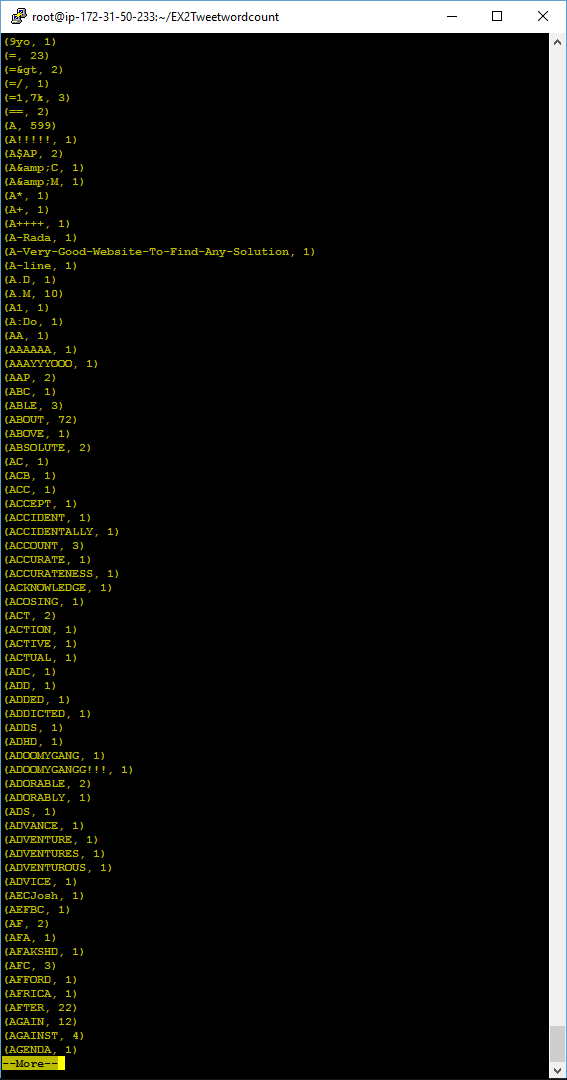 root@ip-172-31-50-233:~/EX2Tweetwordcount
(9yo, 1)
(=, 23)
(=&gt, 2)
(=/, 1)
(=1,7k, 3)
(==, 2)
(A, 599)
(A!!!!!, 1)
(A$AP, 2)
(A&amp;C, 1)
(A&amp;M, 1)
(A*, 1)
(A+, 1)
(A++++, 1)
(A-Rada, 1)
(A-Very-Good-Website-To-Find-Any-Solution, 1)
(A-line, 1)
(A.D, 1)
(A.M, 10)
(A1, 1)
(A:Do, 1)
(AA, 1)
(AAAAAA, 1)
(AAAYYYOOO, 1)
(AAP, 2)
(ABC, 1)
(ABLE, 3)
(ABOUT, 72)
(ABOVE, 1)
(ABSOLUTE, 2)
(AC, 1)
(ACB, 1)
(ACC, 1)
(ACCEPT, 1)
(ACCIDENT, 1)
(ACCIDENTALLY, 1)
(ACCOUNT, 3)
(ACCURATE, 1)
(ACCURATENESS, 1)
(ACKNOWLEDGE, 1)
(ACOSING, 1)
(ACT, 2)
(ACTION, 1)
(ACTIVE, 1)
(ACTUAL, 1)
(ADC, 1)
(ADD, 1)
(ADDED, 1)
(ADDICTED, 1)
(ADDS, 1)
(ADHD, 1)
(ADOOMYGANG, 1)
(ADOOMYGANGG!!!, 1)
(ADORABLE, 2)
(ADORABLY, 1)
(ADS, 1)
(ADVANCE, 1)
(ADVENTURE, 1)
(ADVENTURES, 1)
(ADVENTUROUS, 1)
(ADVICE, 1)
(AECJosh, 1)
(AEFBC, 1)
(AF, 2)
(AFA, 1)
(AFAKSHD, 1)
(AFC, 3)
(AFFORD, 1)
(AFRICA, 1)
(AFTER, 22)
(AGAIN, 12)
(AGAINST, 4)
(AGENDA, 1)
--More--